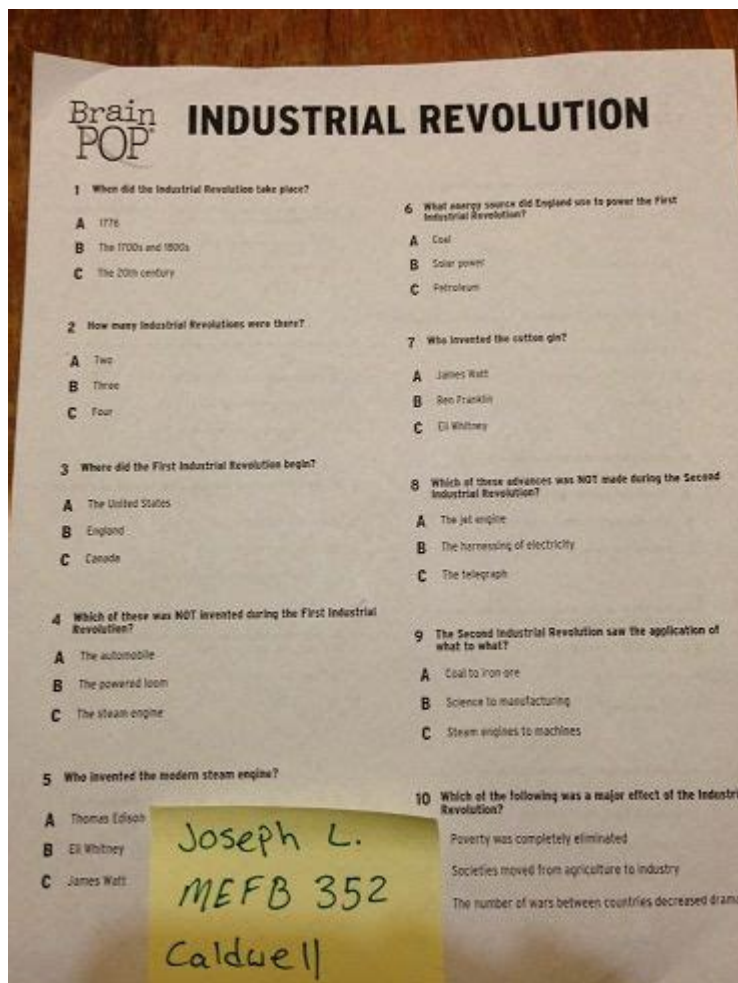 Brain
POP
INDUSTRIAL REVOLUTION
1 When did the Industrial Revolution take place?
A 1776
B The 1700s and 1800s
C The 20th century
2 How many Industrial Revolutions were there?
A Two
B Three
C Four
3 Where did the First Industrial Revolution begin?
A The United States
B England
C Canada
4 Which of these was NOT invented during the First Industrial
Revolution?
A The automobile
B The powered loom
C The steam engine
5 Who invented the modern steam engine?
A Thomas Edison
B Eli Whitney
C James Watt
6 What energy source did England use to power the First
Industrial Revolution?
A Coal
B Solar power
C Petroleum
7 Who invented the cotton gin?
A James Watt
B Ben Franklin
C Eli Whitney
8 Which of these advances was NOT made during the Second
Industrial Revolution?
A The jet engine
B The harnessing of electricity
C The telegraph
9 The Second Industrial Revolution saw the application of
what to what?
A Coal to iron ore
B Science to manufacturing
C Steam engines to machines
10 Which of the following was a major effect of the Industri
Revolution?
Poverty was completely eliminated
Societies moved from agriculture to industry
The number of wars between countries decreased drama
Joseph L.
MEFB 352
Caldwell